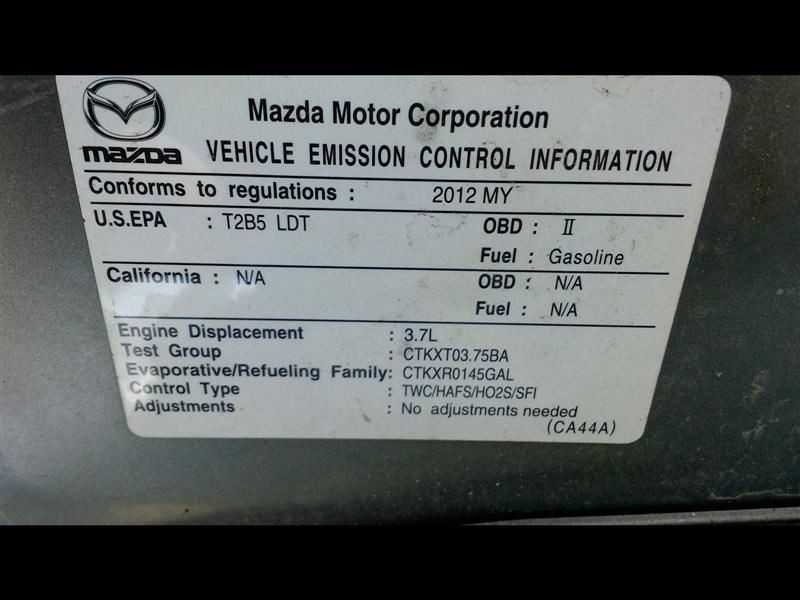 Mazda Motor Corporation
mazda VEHICLE EMISSION CONTROL INFORMATION
Conforms to regulations : 2012 MY
U.S.EPA : T2B5 LDT OBD : II
Fuel : Gasoline
California : N/A OBD : N/A
Fuel : N/A
Engine Displacement : 3.7L
Test Group : CTKXT03.75BA
Evaporative/Refueling Family: CTKXR0145GAL
Control Type : TWC/HAFS/HO2S/SFI
Adjustments : No adjustments needed
(CA44A)